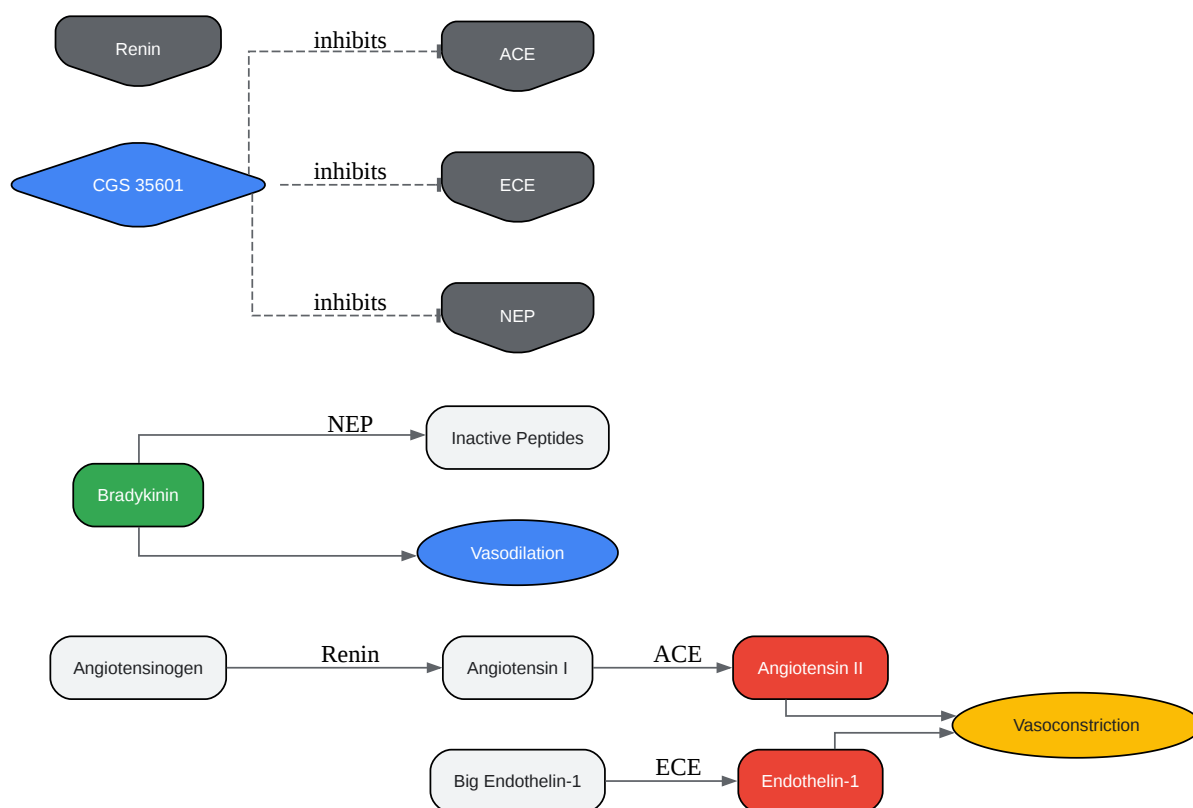 Renin
inhibits
ACE
CGS 35601
inhibits
ECE
inhibits
NEP
NEP
Inactive Peptides
Bradykinin
Vasodilation
Angiotensinogen
Renin
Angiotensin I
ACE
Angiotensin II
Vasoconstriction
Big Endothelin-1
ECE
Endothelin-1